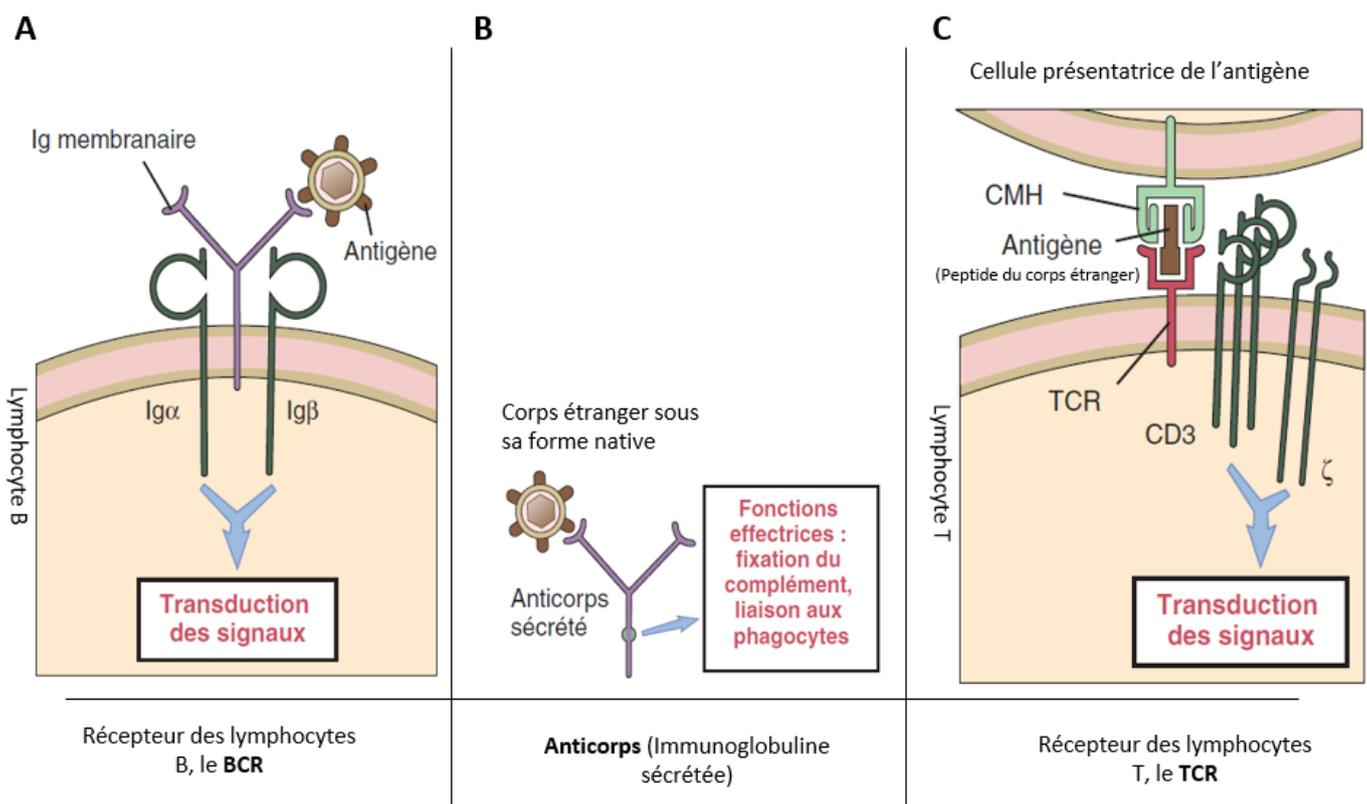 A
Ig membranaire
Antigène
Igα
Igβ
Lymphocyte B
Transduction
des signaux
Récepteur des lymphocytes
B, le BCR
B
Corps étranger sous
sa forme native
Anticorps
sécrété
Fonctions
effectrices :
fixation du
complément,
liaison aux
phagocytes
Anticorps (Immunoglobuline
sécrétée)
C
Cellule présentatrice de l’antigène
CMH
Antigène
(Peptide du corps étranger)
TCR
CD3
ζ
Lymphocyte T
Transduction
des signaux
Récepteur des lymphocytes
T, le TCR